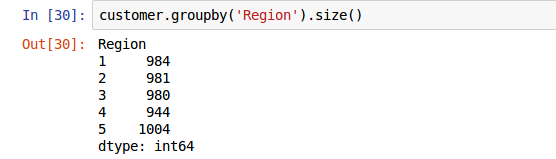 In [30]: customer.groupby('Region').size()
Out[30]: Region
1     984
2     981
3     980
4     944
5    1004
dtype: int64